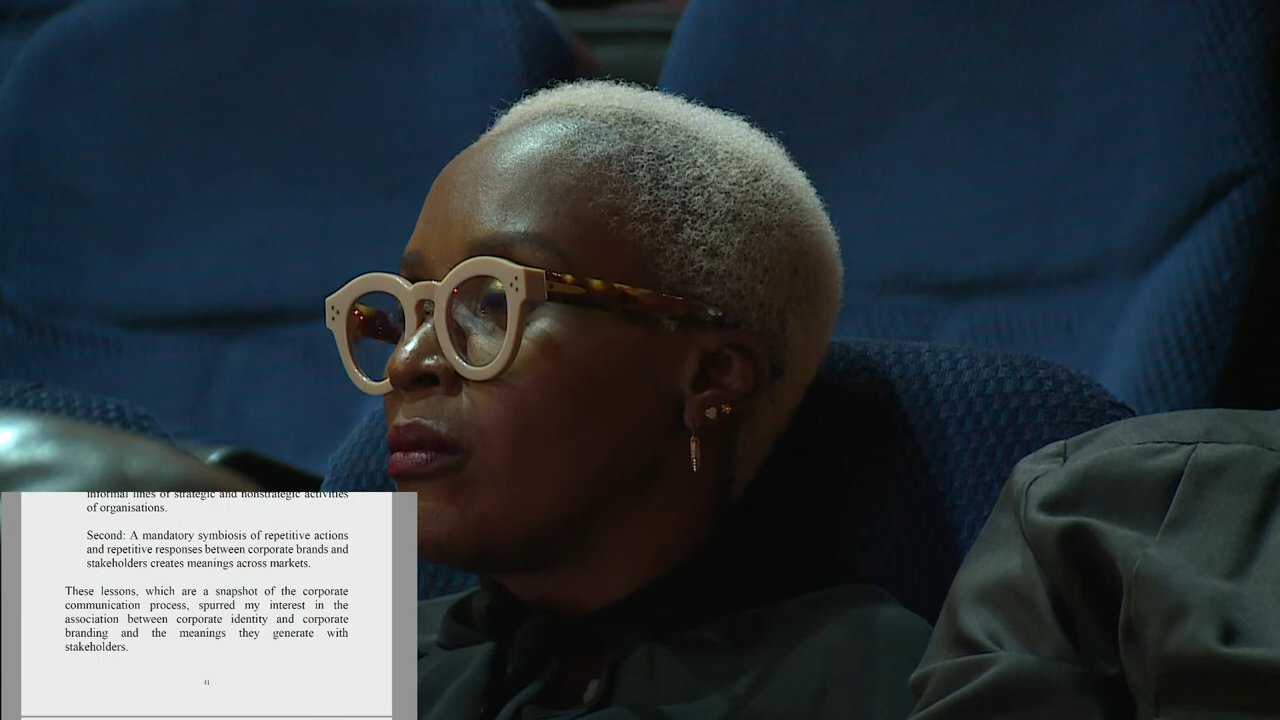 informal lines of strategic and nonstrategic activities
of organisations.
Second: A mandatory symbiosis of repetitive actions
and repetitive responses between corporate brands and
stakeholders creates meanings across markets.
These lessons, which are a snapshot of the corporate
communication process, spurred my interest in the
association between corporate identity and corporate
branding and the meanings they generate with
stakeholders.